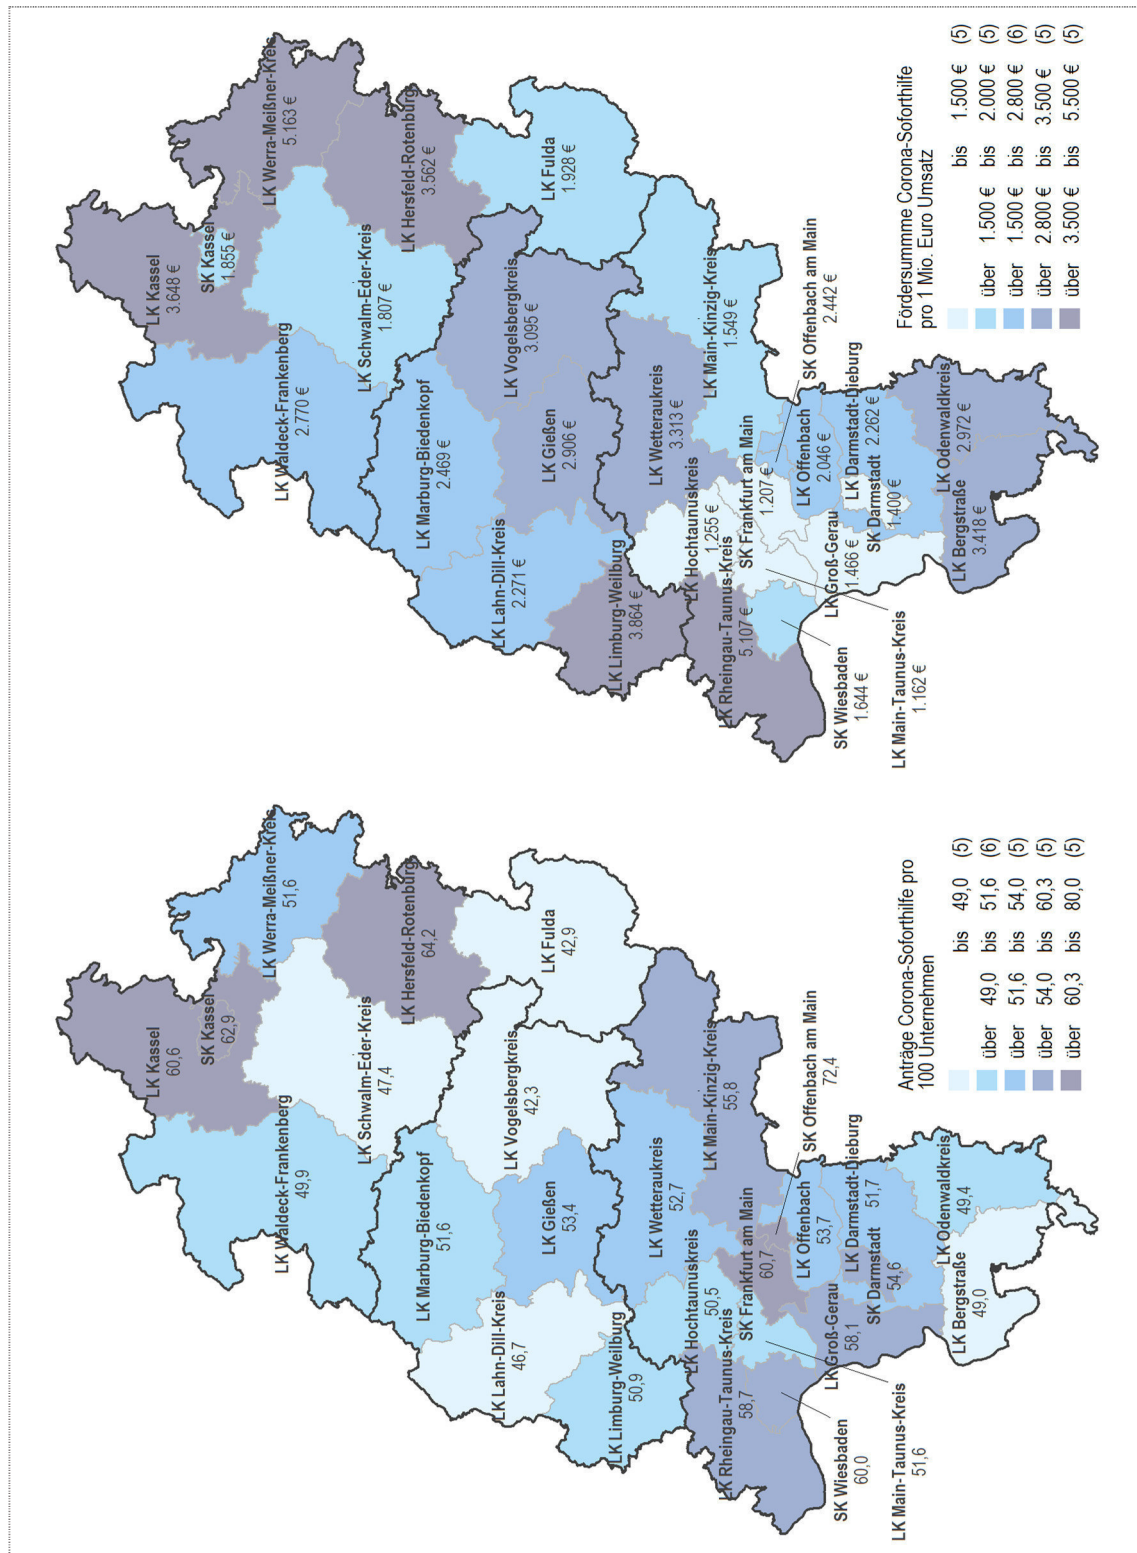 LK Kassel
60,6
SK Kassel
62,9
LK Werra-Meißner-Kreis
51,6
LK Waldeck-Frankenberg
49,9
LK Schwalm-Eder-Kreis
47,4
LK Hersfeld-Rotenburg
64,2
LK Marburg-Biedenkopf
51,6
LK Lahn-Dill-Kreis
46,7
LK Vogelsbergkreis
42,3
LK Gießen
53,4
LK Fulda
42,9
LK Limburg-Weilburg
50,9
LK Wetteraukreis
52,7
LK Hochtaunuskreis
50,5
LK Main-Kinzig-Kreis
55,8
LK Rheingau-Taunus-Kreis
58,7
SK Frankfurt am Main
60,7
SK Offenbach am Main
72,4
LK Offenbach
53,7
SK Wiesbaden
60,0
LK Groß-Gerau
58,1
LK Darmstadt-Dieburg
51,7
SK Darmstadt
54,6
LK Main-Taunus-Kreis
51,6
LK Odenwaldkreis
49,4
LK Bergstraße
49,0
Anträge Corona-Soforthilfe pro
100 Unternehmen
bis 49,0 (5)
über 49,0 bis 51,6 (6)
über 51,6 bis 54,0 (5)
über 54,0 bis 60,3 (5)
über 60,3 bis 80,0 (5)
LK Kassel
3.648 €
SK Kassel
1.855 €
LK Werra-Meißner-Kreis
5.163 €
LK Waldeck-Frankenberg
2.770 €
LK Schwalm-Eder-Kreis
1.807 €
LK Hersfeld-Rotenburg
3.562 €
LK Marburg-Biedenkopf
2.469 €
LK Lahn-Dill-Kreis
2.271 €
LK Vogelsbergkreis
3.095 €
LK Gießen
2.906 €
LK Fulda
1.928 €
LK Limburg-Weilburg
3.864 €
LK Wetteraukreis
3.313 €
LK Hochtaunuskreis
1.255 €
LK Main-Kinzig-Kreis
1.549 €
LK Rheingau-Taunus-Kreis
5.107 €
SK Frankfurt am Main
1.207 €
SK Offenbach am Main
2.442 €
LK Offenbach
2.046 €
SK Wiesbaden
1.644 €
LK Groß-Gerau
1.466 €
LK Darmstadt-Dieburg
2.262 €
SK Darmstadt
1.400 €
LK Main-Taunus-Kreis
1.162 €
LK Odenwaldkreis
2.972 €
LK Bergstraße
3.418 €
Fördersummme Corona-Soforthilfe
pro 1 Mio. Euro Umsatz
bis 1.500 € (5)
über 1.500 € bis 2.000 € (5)
über 1.500 € bis 2.800 € (6)
über 2.800 € bis 3.500 € (5)
über 3.500 € bis 5.500 € (5)